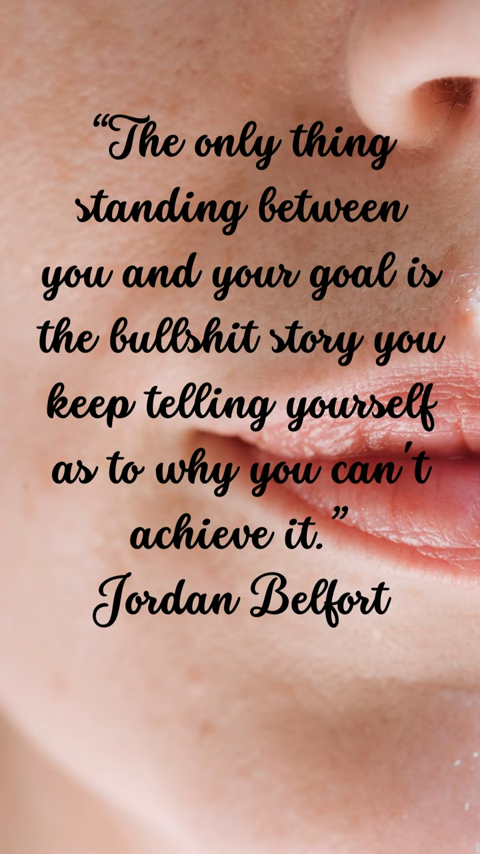 “The only thing
standing between
you and your goal is
the bullshit story you
keep telling yourself
as to why you can't
achieve it.”
Jordan Belfort